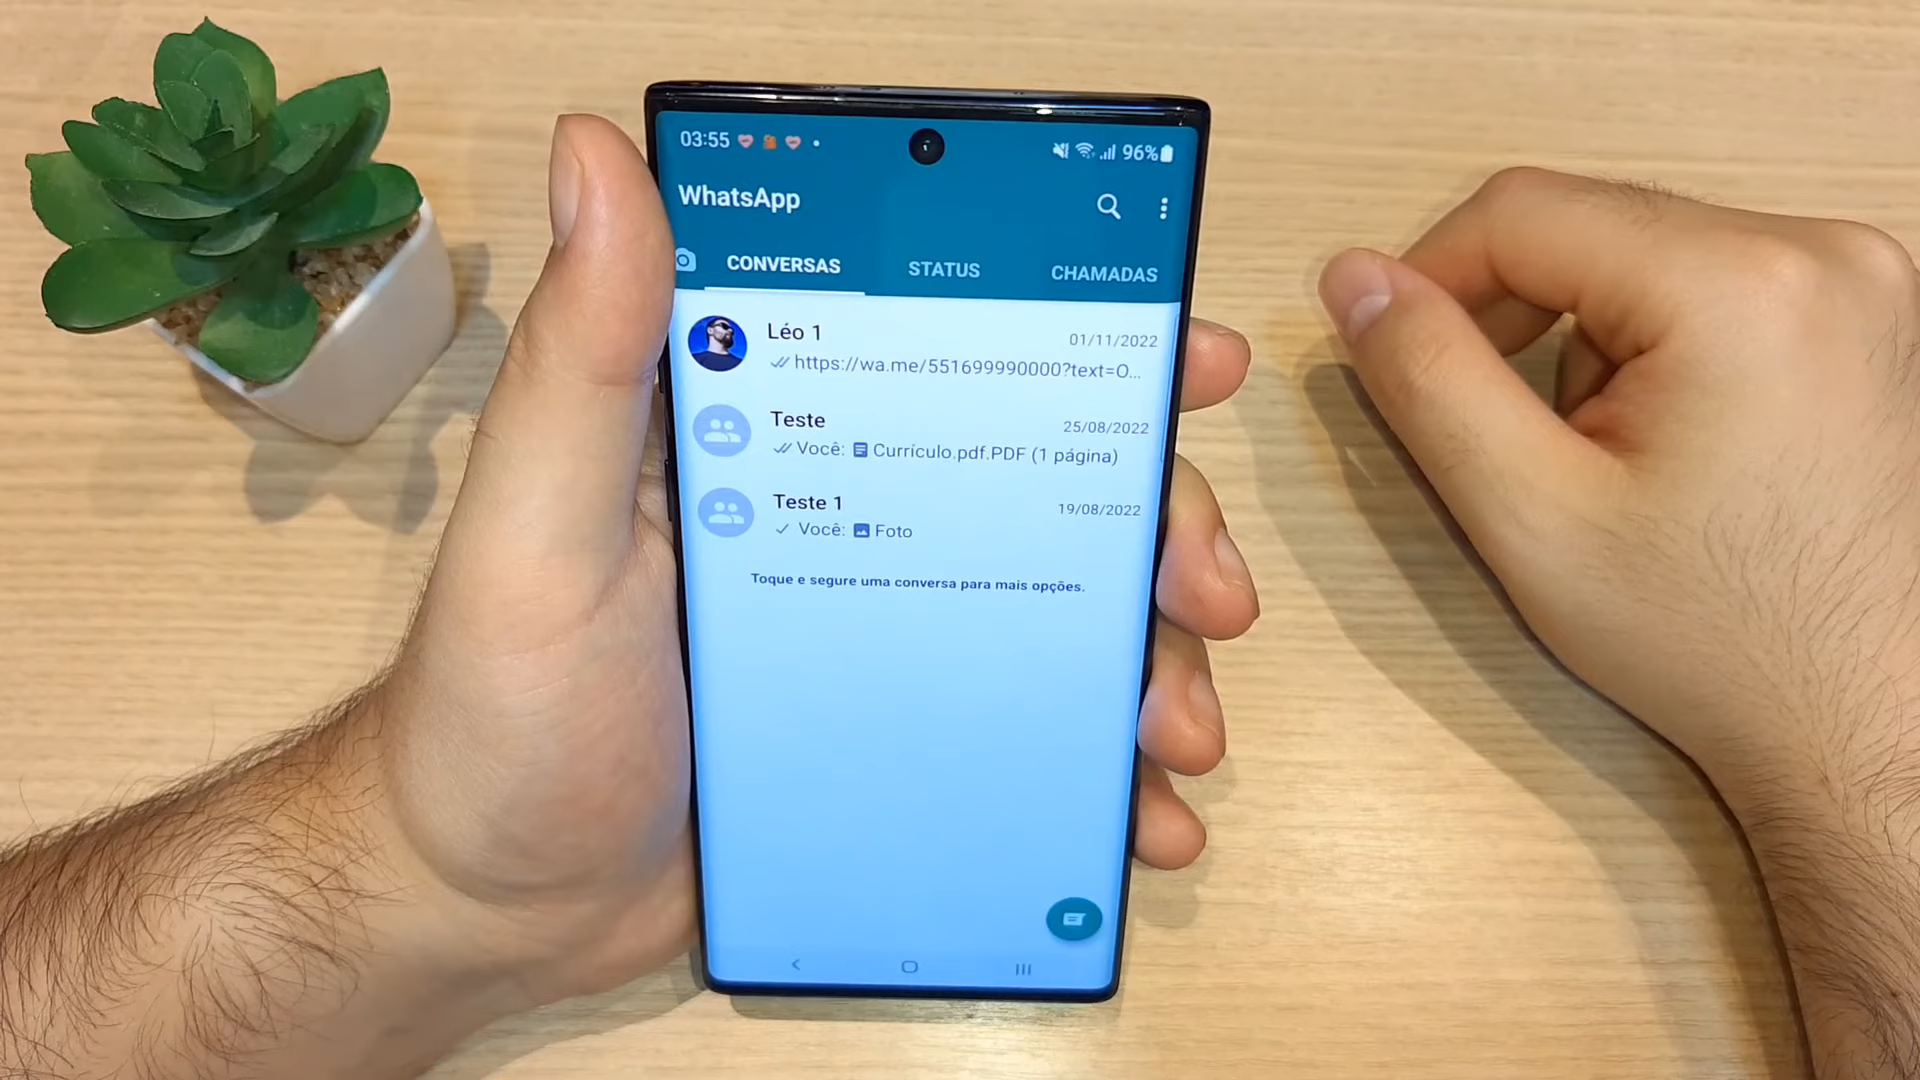 03:55
96%
WhatsApp
CONVERSAS STATUS CHAMADAS
Léo 1 01/11/2022
https://wa.me/551699990000?text=O...
Teste 25/08/2022
Você: Currículo.pdf.PDF (1 página)
Teste 1 19/08/2022
Você: Foto
Toque e segure uma conversa para mais opções.